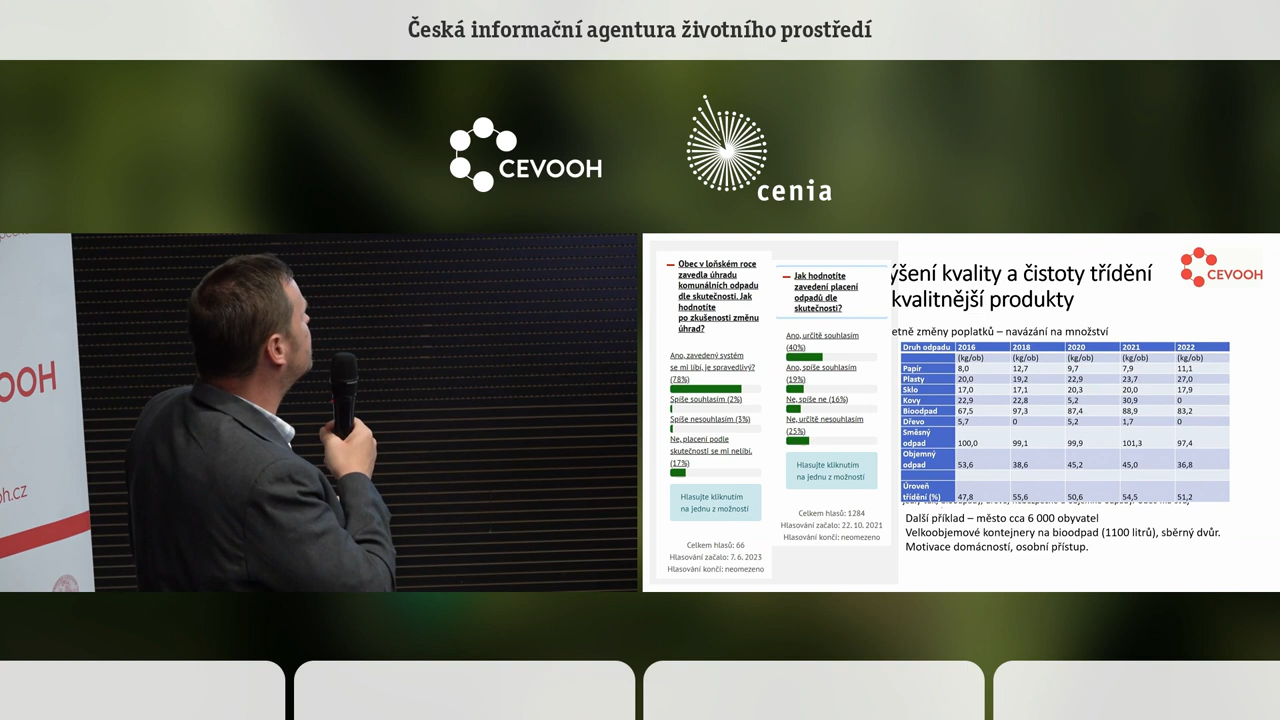 Česká informační agentura životního prostředí
CEVOOH
cenia
OOH
oh.cz
Obec v loňském roce
zavedla úhradu
komunálních odpadu
dle skutečnosti. Jak
hodnotíte
po zkušenosti změnu
úhrad?
Ano, zavedený systém
se mi libí, je spravedlivý?
(78%)
Spíše souhlasím (2%)
Spíše nesouhlasím (3%)
Ne, placení podle
skutečnosti se mi nelíbí,
(17%)
Hlasujte kliknutím
na jednu z možností
Celkem hlasů: 66
Hlasování začalo: 7. 6. 2023
Hlasování končí: neomezeno
Jak hodnotíte
zavedení placení
odpadů dle
skutečnosti?
Ano, určitě souhlasím
(40%)
Ano, spíše souhlasím
(19%)
Ne, spíše ne (16%)
Ne, určitě nesouhlasím
(25%)
Hlasujte kliknutím
na jednu z možností
Celkem hlasů: 1284
Hlasování začalo: 22. 10. 2021
Hlasování končí: neomezeno
ýšení kvality a čistoty třídění
kvalitnější produkty
CEVOOH
etně změny poplatků – navázání na množství
Druh odpadu 2016 2018 2020 2021 2022
(kg/ob) (kg/ob) (kg/ob) (kg/ob) (kg/ob)
Papír 8,0 12,7 9,7 7,9 11,1
Plasty 20,0 19,2 22,9 23,7 27,0
Sklo 17,0 17,1 20,3 20,0 17,9
Kovy 22,9 22,8 5,2 30,9 0
Bioodpad 67,5 97,3 87,4 88,9 83,2
Dřevo 5,7 0 5,2 1,7 0
Směsný
odpad 100,0 99,1 99,9 101,3 97,4
Objemný
odpad 53,6 38,6 45,2 45,0 36,8
Úroveň
třídění (%) 47,8 55,6 50,6 54,5 51,2
Další příklad – město cca 6 000 obyvatel
Velkoobjemové kontejnery na bioodpad (1100 litrů), sběrný dvůr.
Motivace domácností, osobní přístup.